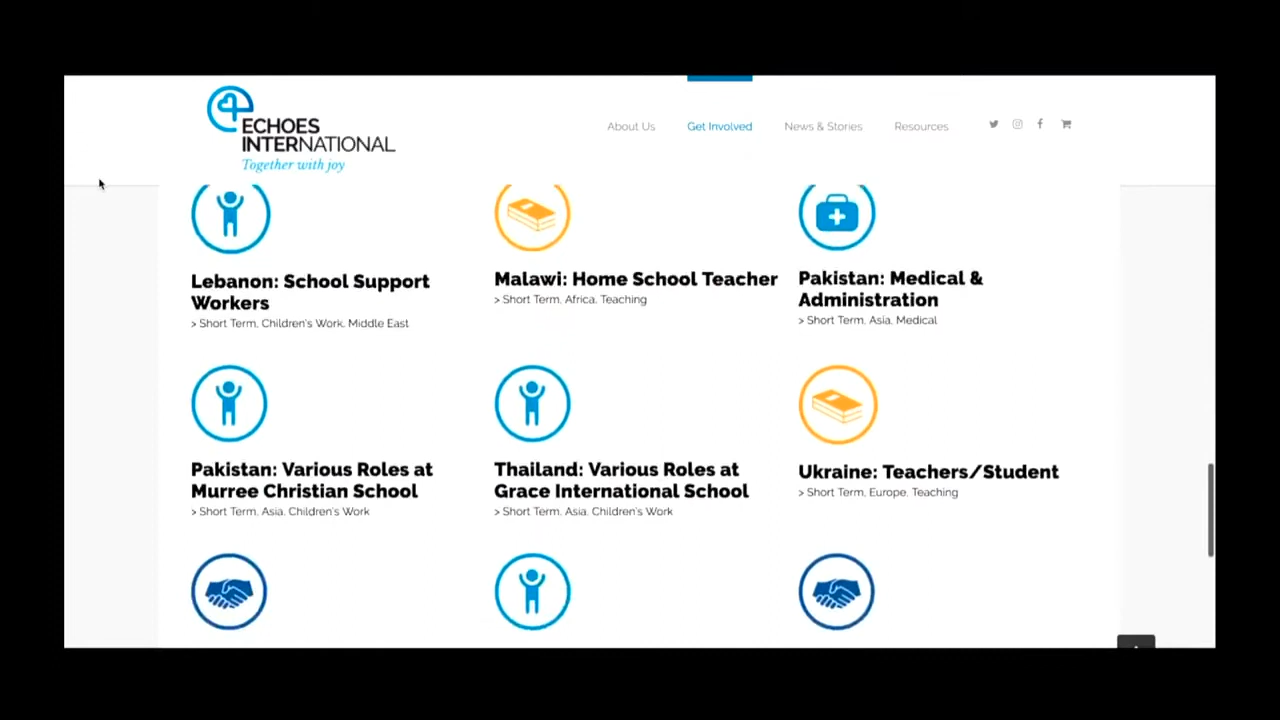 ECHOES
INTERNATIONAL
Together with joy
About Us
Get Involved
News & Stories
Resources
Lebanon: School Support
Workers
> Short Term, Children's Work, Middle East
Malawi: Home School Teacher
> Short Term, Africa, Teaching
Pakistan: Medical &
Administration
> Short Term, Asia, Medical
Pakistan: Various Roles at
Murree Christian School
> Short Term, Asia, Children's Work
Thailand: Various Roles at
Grace International School
> Short Term, Asia, Children's Work
Ukraine: Teachers/Student
> Short Term, Europe, Teaching